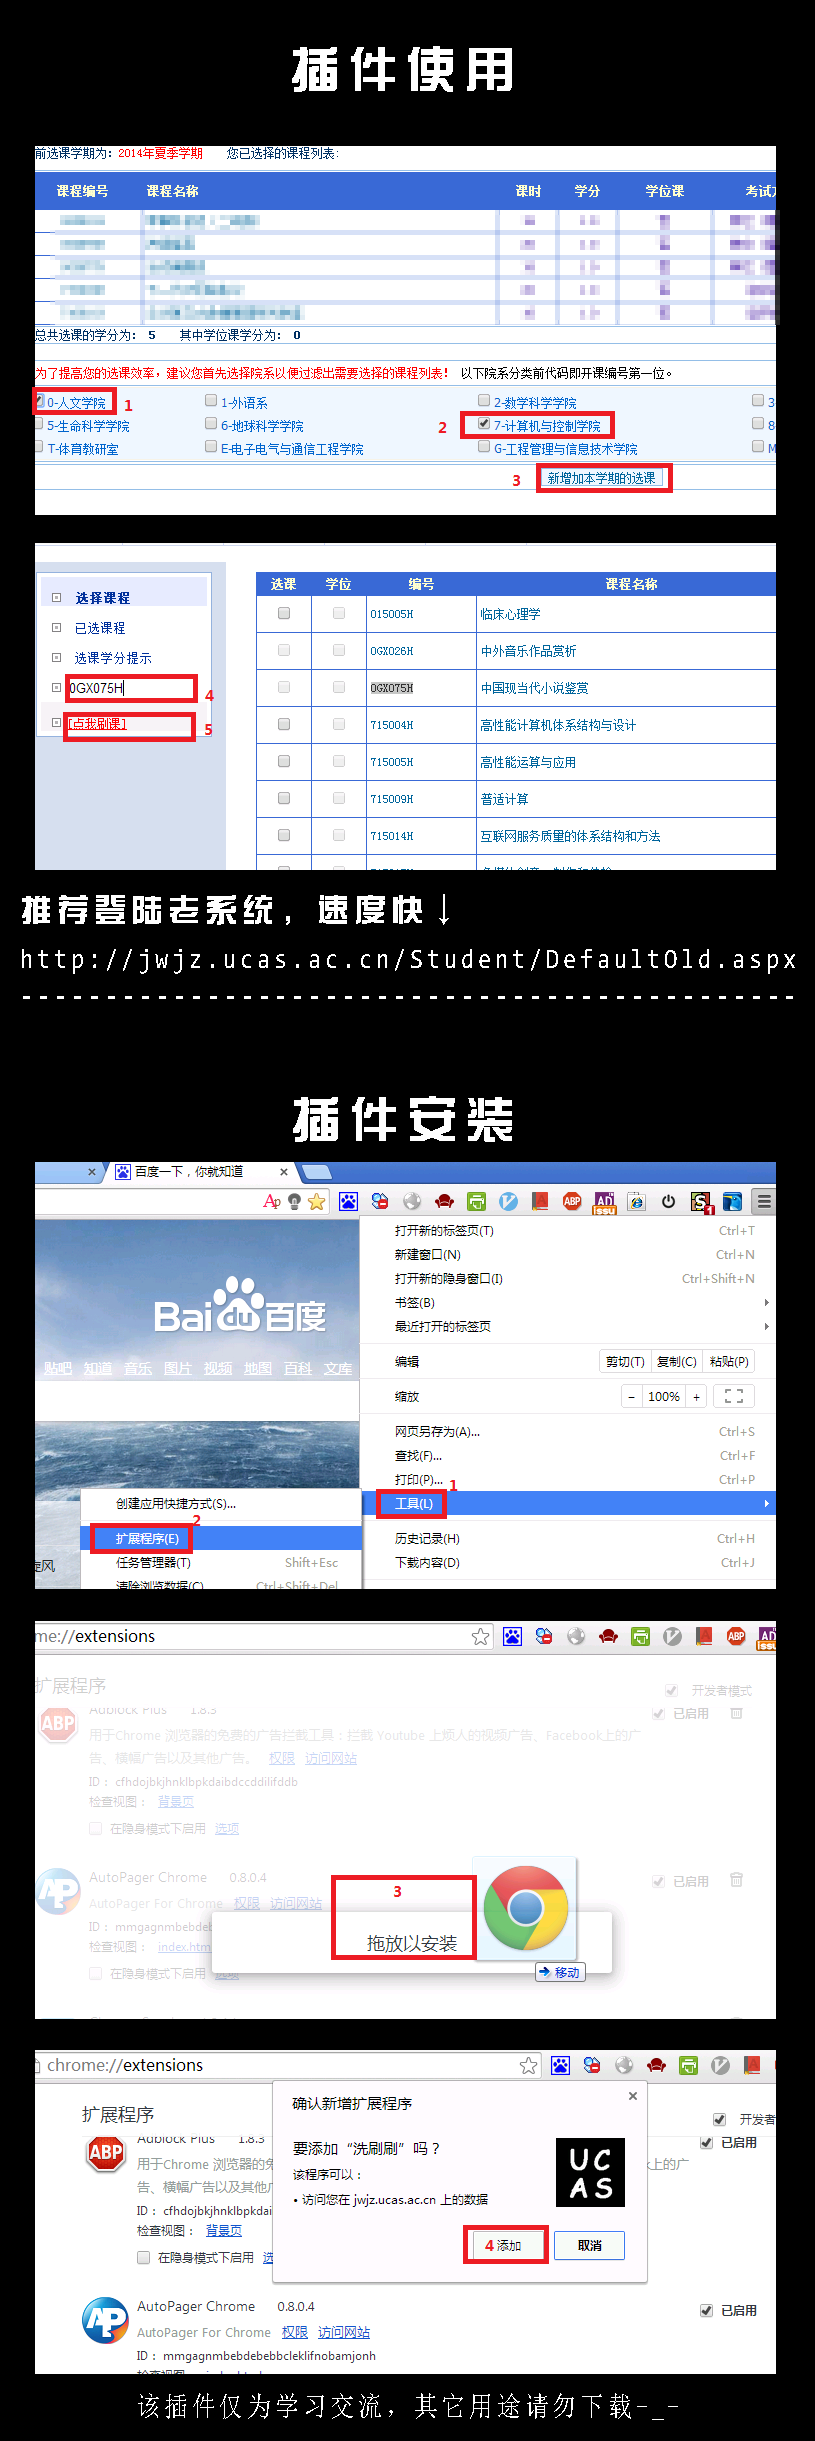 插件使用
前选课学期为：2014年夏季学期 您已选择的课程列表：
课程编号 课程名称 课时 学分 学位课 考试方
总共选课的学分为： 5 其中学位课学分为： 0
为了提高您的选课效率，建议您首先选择院系以便过滤出需要选择的课程列表！ 以下院系分类前代码即开课编号第一位。
0-人文学院 1 1-外语系 2-数学科学学院 3
5-生命科学学院 6-地球科学学院 2 7-计算机与控制学院 8
T-体育教研室 E-电子电气与通信工程学院 G-工程管理与信息技术学院 M
3 新增加本学期的选课
选课 学位 编号 课程名称
选择课程
已选课程
选课学分提示
0GX075H 4
[点我刷课] 5
015005H 临床心理学
0GX026H 中外音乐作品赏析
0GX075H 中国现当代小说鉴赏
715004H 高性能计算机体系结构与设计
715005H 高性能运算与应用
715009H 普适计算
715014H 互联网服务质量的体系结构和方法
推荐登陆老系统，速度快↓
http://jwjz.ucas.ac.cn/Student/DefaultOld.aspx
--------------------------------------
插件安装
百度一下，你就知道
打开新的标签页(T) Ctrl+T
新建窗口(N) Ctrl+N
打开新的隐身窗口(I) Ctrl+Shift+N
书签(B)
最近打开的标签页
编辑 剪切(T) 复制(C) 粘贴(P)
缩放 − 100% +
网页另存为(A)... Ctrl+S
查找(F)... Ctrl+F
打印(P)... Ctrl+P
1
工具(L)
历史记录(H) Ctrl+H
下载内容(D) Ctrl+J
Bai du 百度
贴吧 知道 音乐 图片 视频 地图 百科 文库
创建应用快捷方式(S)...
2
扩展程序(E)
任务管理器(T) Shift+Esc
清除浏览数据(C) Ctrl+Shift+Del
旋风
me://extensions
扩展程序 开发者模式
Adblock Plus 1.8.3 已启用
ABP
用于Chrome 浏览器的免费的广告拦截工具：拦截 Youtube 上烦人的视频广告、Facebook上的广
告、横幅广告以及其他广告。 权限 访问网站
ID： cfhdojbkjhnklbpkdaibdccddilifddb
检查视图： 背景页
在隐身模式下启用 选项
AutoPager Chrome 0.8.0.4 已启用
AutoPager For Chrome 权限 访问网站
ID： mmgagnmbebdeb
检查视图： index.htm
在隐身模式下启用 选项
3
拖放以安装
移动
chrome://extensions
扩展程序 开发者
Adblock Plus 1.8.3 已启用
ABP
用于Chrome 浏览器的免 上的广
告、横幅广告以及其他广
ID： cfhdojbkjhnklbpkdai
检查视图： 背景页
在隐身模式下启用 选
确认新增扩展程序
要添加“洗刷刷”吗？
该程序可以：
• 访问您在 jwjz.ucas.ac.cn 上的数据
UC
AS
4 添加 取消
AutoPager Chrome 0.8.0.4 已启用
AutoPager For Chrome 权限 访问网站
ID： mmgagnmbebdebebbcleklifnobamjonh
该插件仅为学习交流，其它用途请勿下载-_-